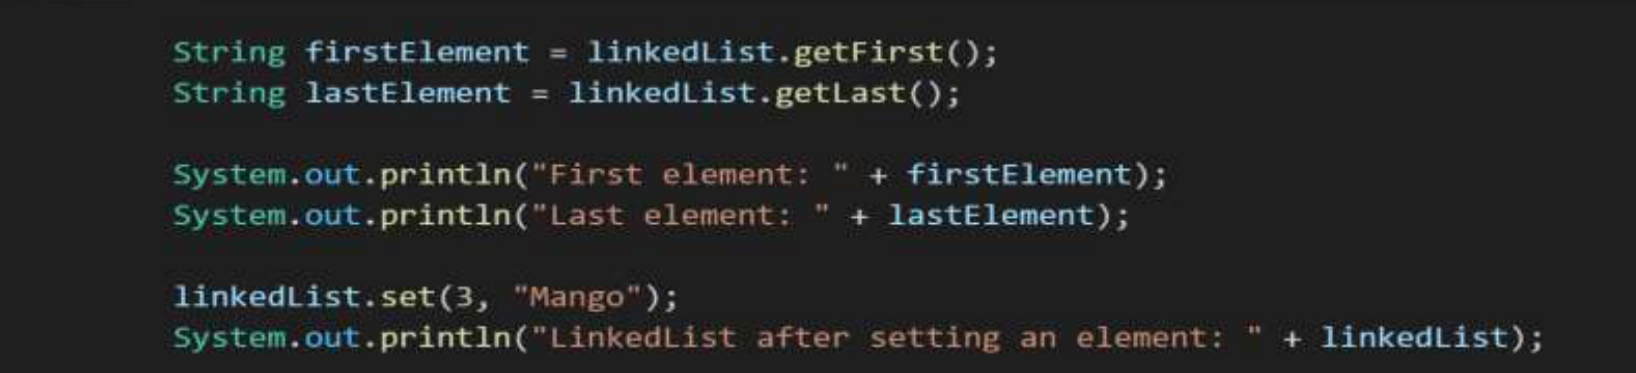 String firstElement = linkedList.getFirst();
String lastElement = linkedList.getLast();
System.out.println("First element: " + firstElement);
System.out.println("Last element: " + lastElement);
linkedList.set(3, "Mango");
System.out.println("LinkedList after setting an element: " + linkedList);